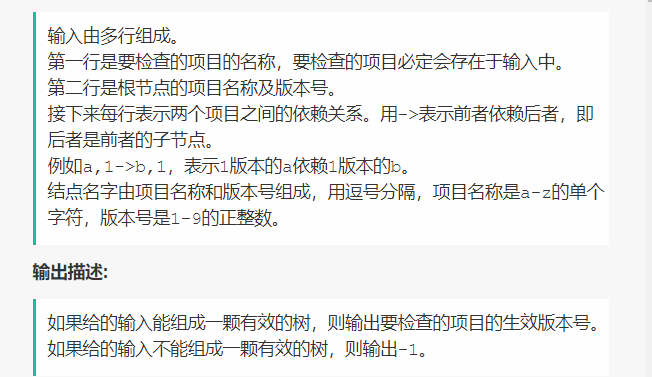 输入由多行组成。
第一行是要检查的项目的名称，要检查的项目必定会存在于输入中。
第二行是根节点的项目名称及版本号。
接下来每行表示两个项目之间的依赖关系。用->表示前者依赖后者，即
后者是前者的子节点。
例如a,1->b,1，表示1版本的a依赖1版本的b。
结点名字由项目名称和版本号组成，用逗号分隔，项目名称是a-z的单个
字符，版本号是1-9的正整数。
输出描述:
如果给的输入能组成一颗有效的树，则输出要检查的项目的生效版本号。
如果给的输入不能组成一颗有效的树，则输出-1。